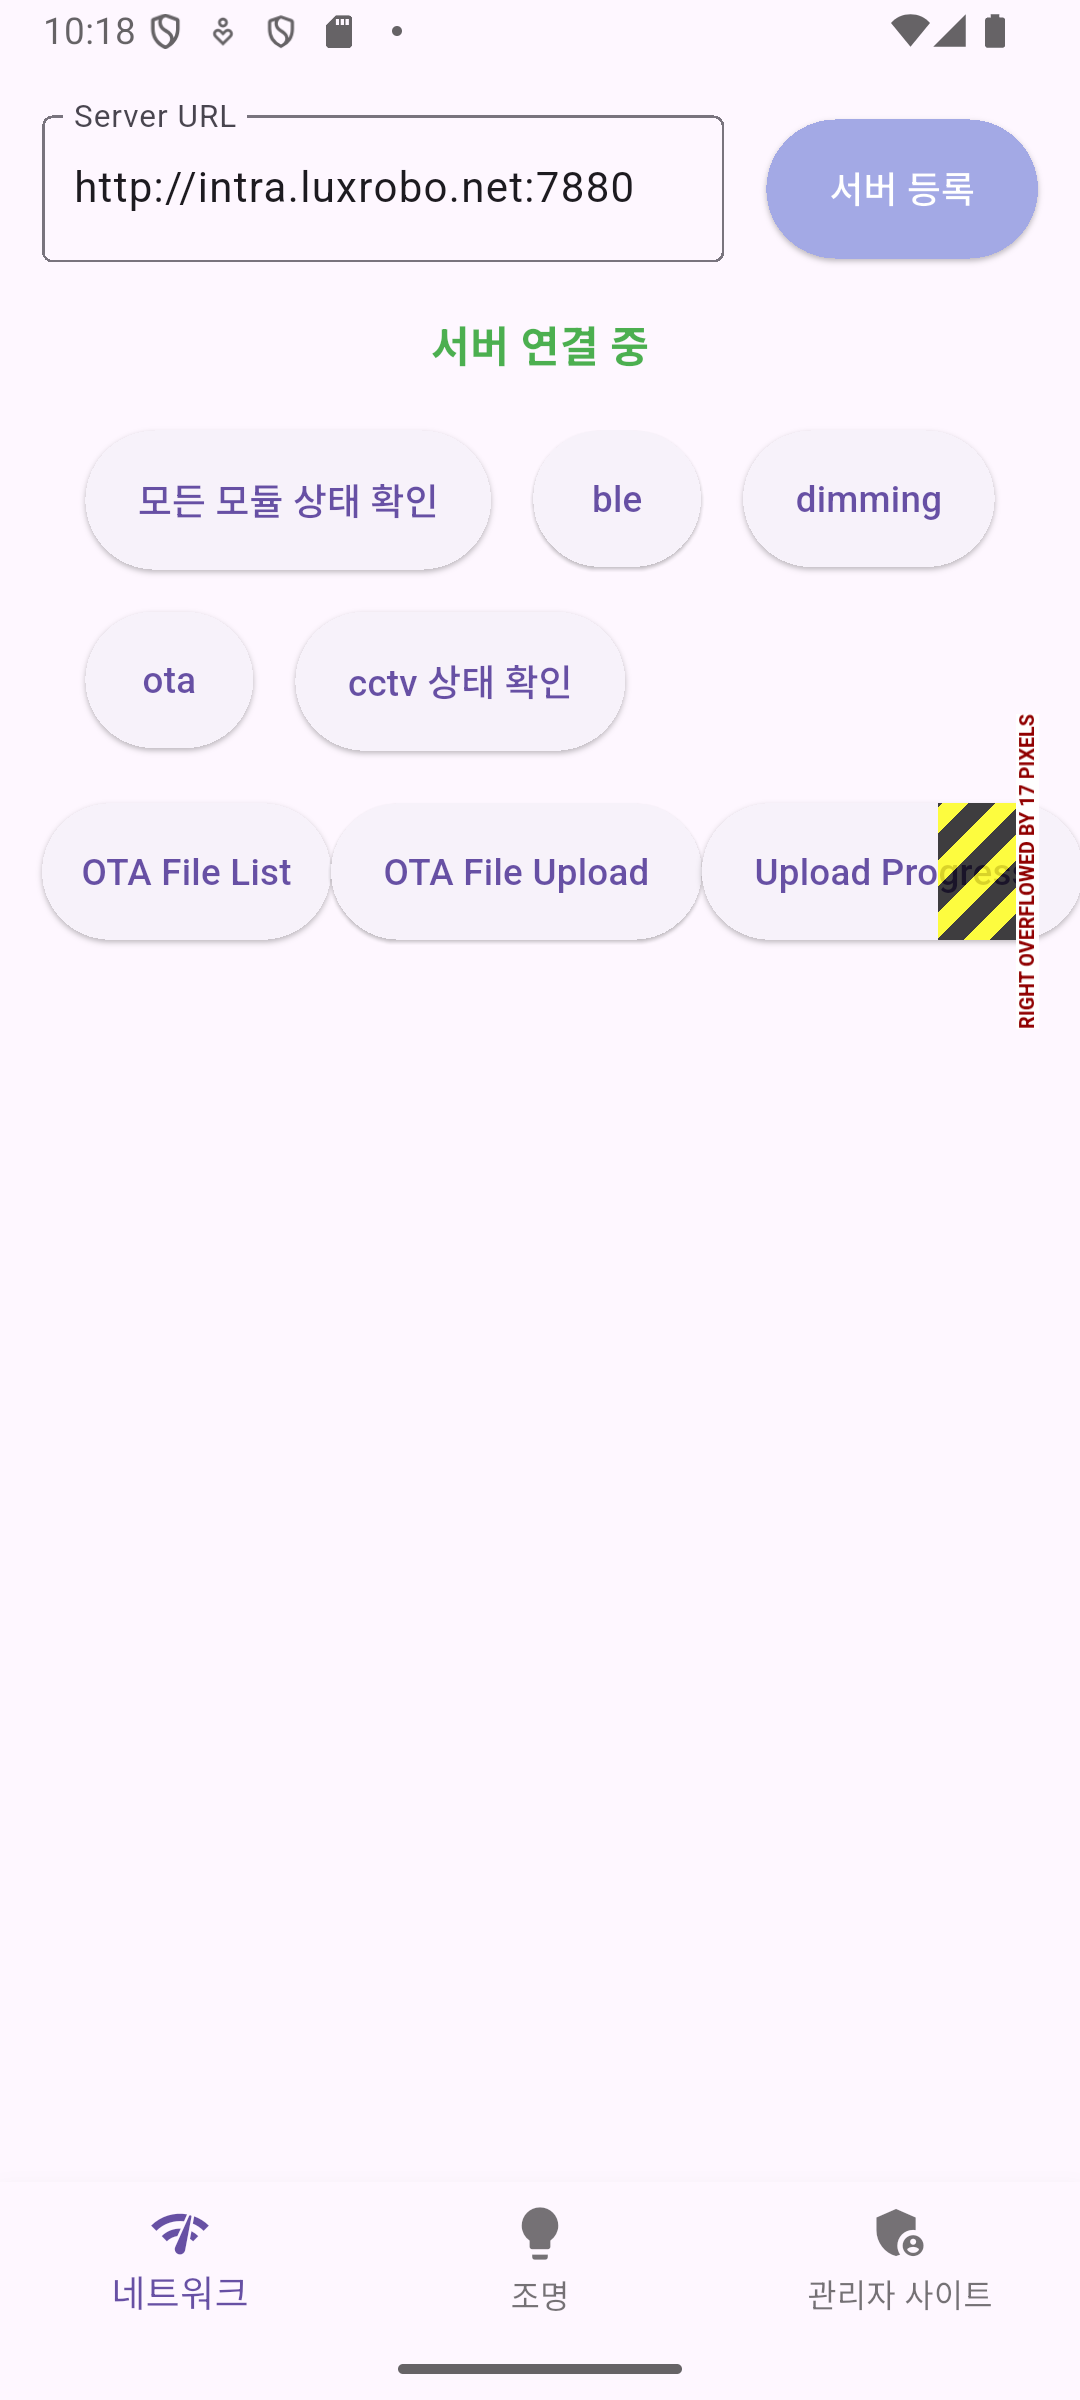 10:18
Server URL
http://intra.luxrobo.net:7880
서버 등록
서버 연결 중
모든 모듈 상태 확인
ble
dimming
ota
cctv 상태 확인
OTA File List
OTA File Upload
Upload Progress
RIGHT OVERFLOWED BY 17 PIXELS
네트워크
조명
관리자 사이트